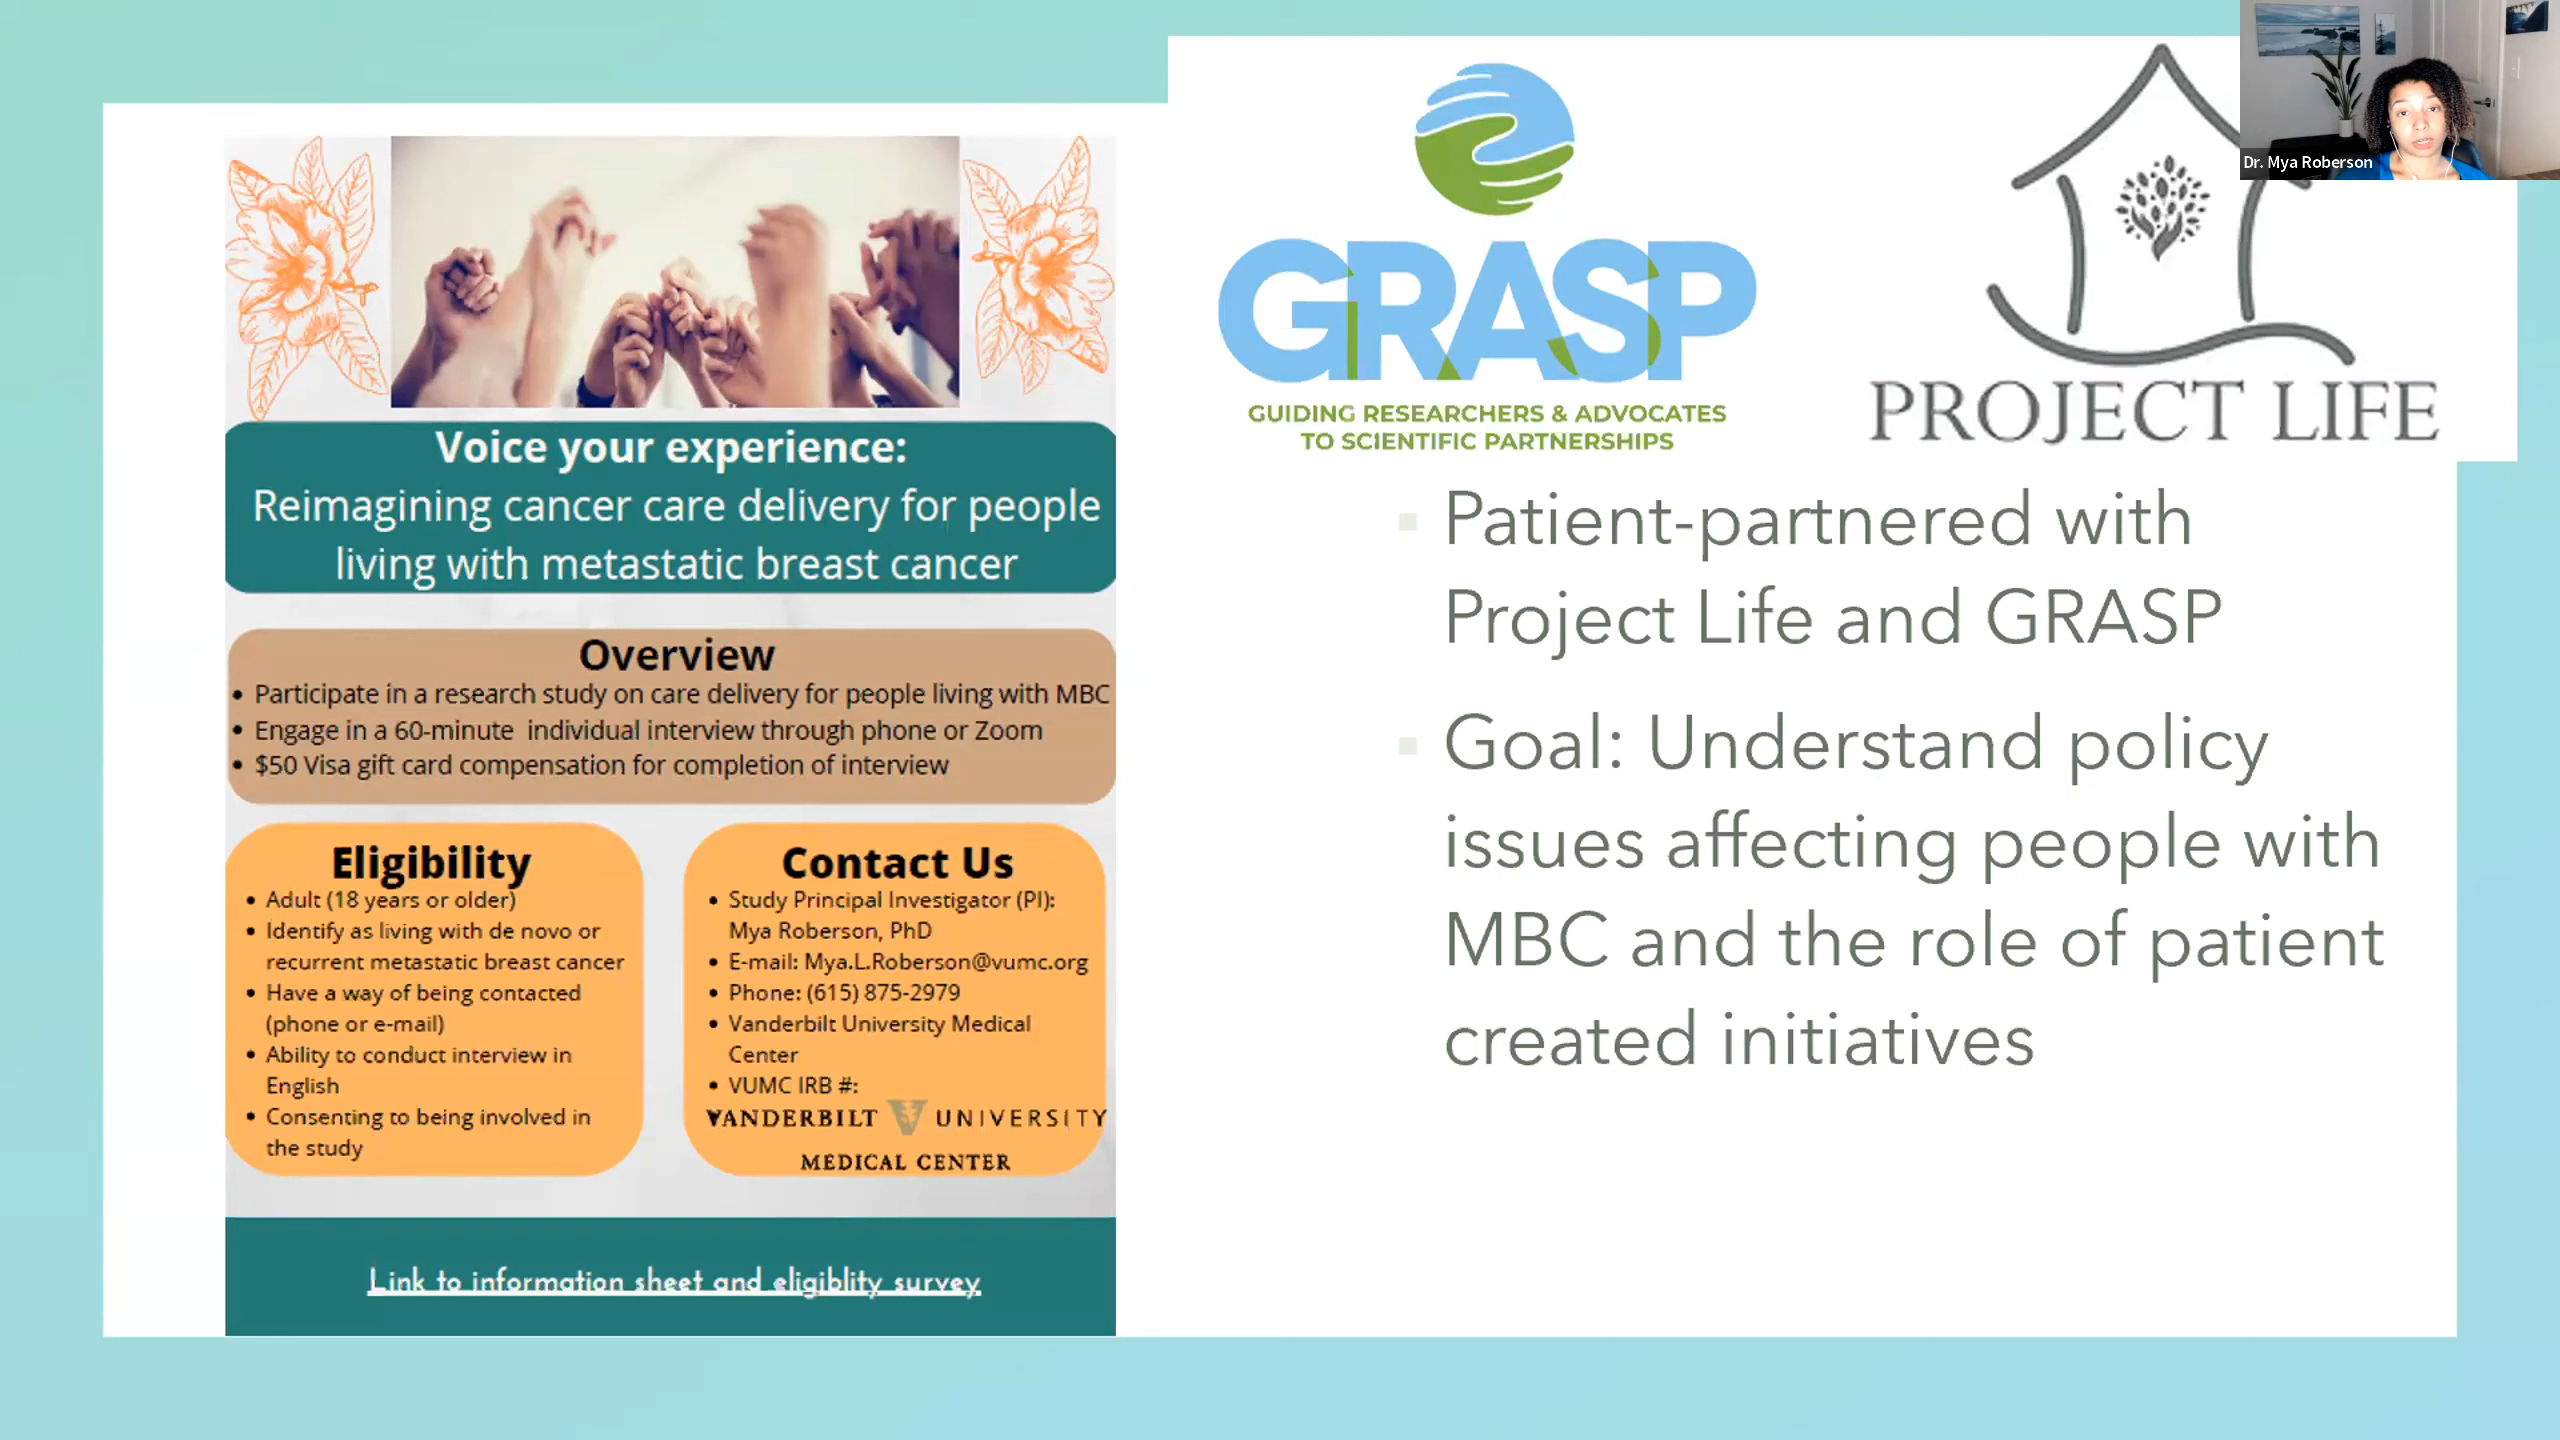 Voice your experience:
Reimagining cancer care delivery for people
living with metastatic breast cancer
Overview
• Participate in a research study on care delivery for people living with MBC
• Engage in a 60-minute individual interview through phone or Zoom
• $50 Visa gift card compensation for completion of interview
Eligibility
• Adult (18 years or older)
• Identify as living with de novo or
recurrent metastatic breast cancer
• Have a way of being contacted
(phone or e-mail)
• Ability to conduct interview in
English
• Consenting to being involved in
the study
Contact Us
• Study Principal Investigator (PI):
Mya Roberson, PhD
• E-mail: Mya.L.Roberson@vumc.org
• Phone: (615) 875-2979
• Vanderbilt University Medical
Center
• VUMC IRB #:
VANDERBILT V UNIVERSITY
MEDICAL CENTER
Link to information sheet and eligiblity survey
GRASP
GUIDING RESEARCHERS & ADVOCATES
TO SCIENTIFIC PARTNERSHIPS
PROJECT LIFE
Dr. Mya Roberson
▪ Patient-partnered with
Project Life and GRASP
▪ Goal: Understand policy
issues affecting people with
MBC and the role of patient
created initiatives